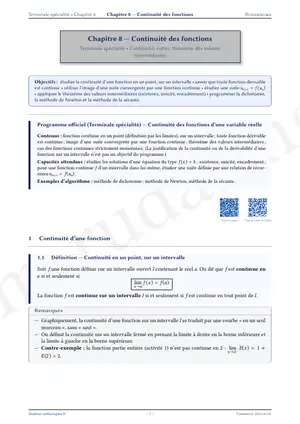 Terminale spécialité » Chapitre 8
Chapitre 8 — Continuité des fonctions
Chapitre 8 — Continuité des fonctions
Terminale spécialité • Continuité, suites, théorème des valeurs
intermédiaires
Objectifs : étudier la continuité d'une fonction en un point, sur un intervalle • savoir que toute fonction dérivable
est continue • utiliser l'image d'une suite convergente par une fonction continue • étudier une suite uₙ₊₁ = f(uₙ)
• appliquer le théorème des valeurs intermédiaires (existence, unicité, encadrement) • programmer la dichotomie,
la méthode de Newton et la méthode de la sécante.
Programme officiel (Terminale spécialité) — Continuité des fonctions d'une variable réelle
Contenus : fonction continue en un point (définition par les limites), sur un intervalle ; toute fonction dérivable
est continue ; image d'une suite convergente par une fonction continue ; théorème des valeurs intermédiaires ;
cas des fonctions continues strictement monotones. (La justification de la continuité ou de la dérivabilité d'une
fonction sur un intervalle n'est pas un objectif du programme.)
Capacités attendues : étudier les solutions d'une équation du type f(x) = k : existence, unicité, encadrement ;
pour une fonction continue f d'un intervalle dans lui-même, étudier une suite définie par une relation de récur-
rence uₙ₊₁ = f(uₙ).
Exemples d'algorithmes : méthode de dichotomie ; méthode de Newton, méthode de la sécante.
1 Continuité d'une fonction
1.1 Définition — Continuité en un point, sur un intervalle
Soit f une fonction définie sur un intervalle ouvert I contenant le réel a. On dit que f est continue en
a si et seulement si
lim f(x) = f(a)
x→a
La fonction f est continue sur un intervalle I si et seulement si f est continue en tout point de I.
Remarques
— Graphiquement, la continuité d'une fonction sur un intervalle I se traduit par une courbe « en un seul
morceau », sans « saut ».
— On définit la continuité sur un intervalle fermé en prenant la limite à droite en la borne inférieure et
la limite à gauche en la borne supérieure.
— Contre-exemple : la fonction partie entière (activité 1) n'est pas continue en 2 : lim E(x) = 1 ≠
E(2) = 2.
– 1 –